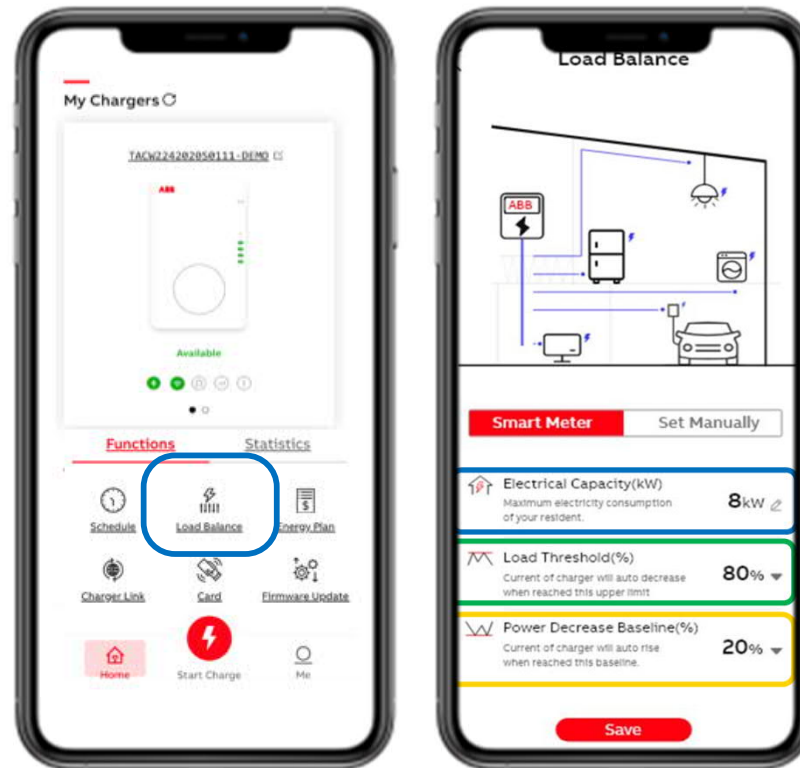 My Chargers
TACW224202050111-DEMO
ABB
Available
Functions
Statistics
Schedule
Load Balance
Energy Plan
Charger Link
Card
Firmware Update
Home
Start Charge
Me
Load Balance
ABB
Smart Meter
Set Manually
Electrical Capacity(kW)
Maximum electricity consumption
of your resident.
8kW
Load Threshold(%)
Current of charger will auto decrease
when reached this upper limit
80%
Power Decrease Baseline(%)
Current of charger will auto rise
when reached this baseline.
20%
Save